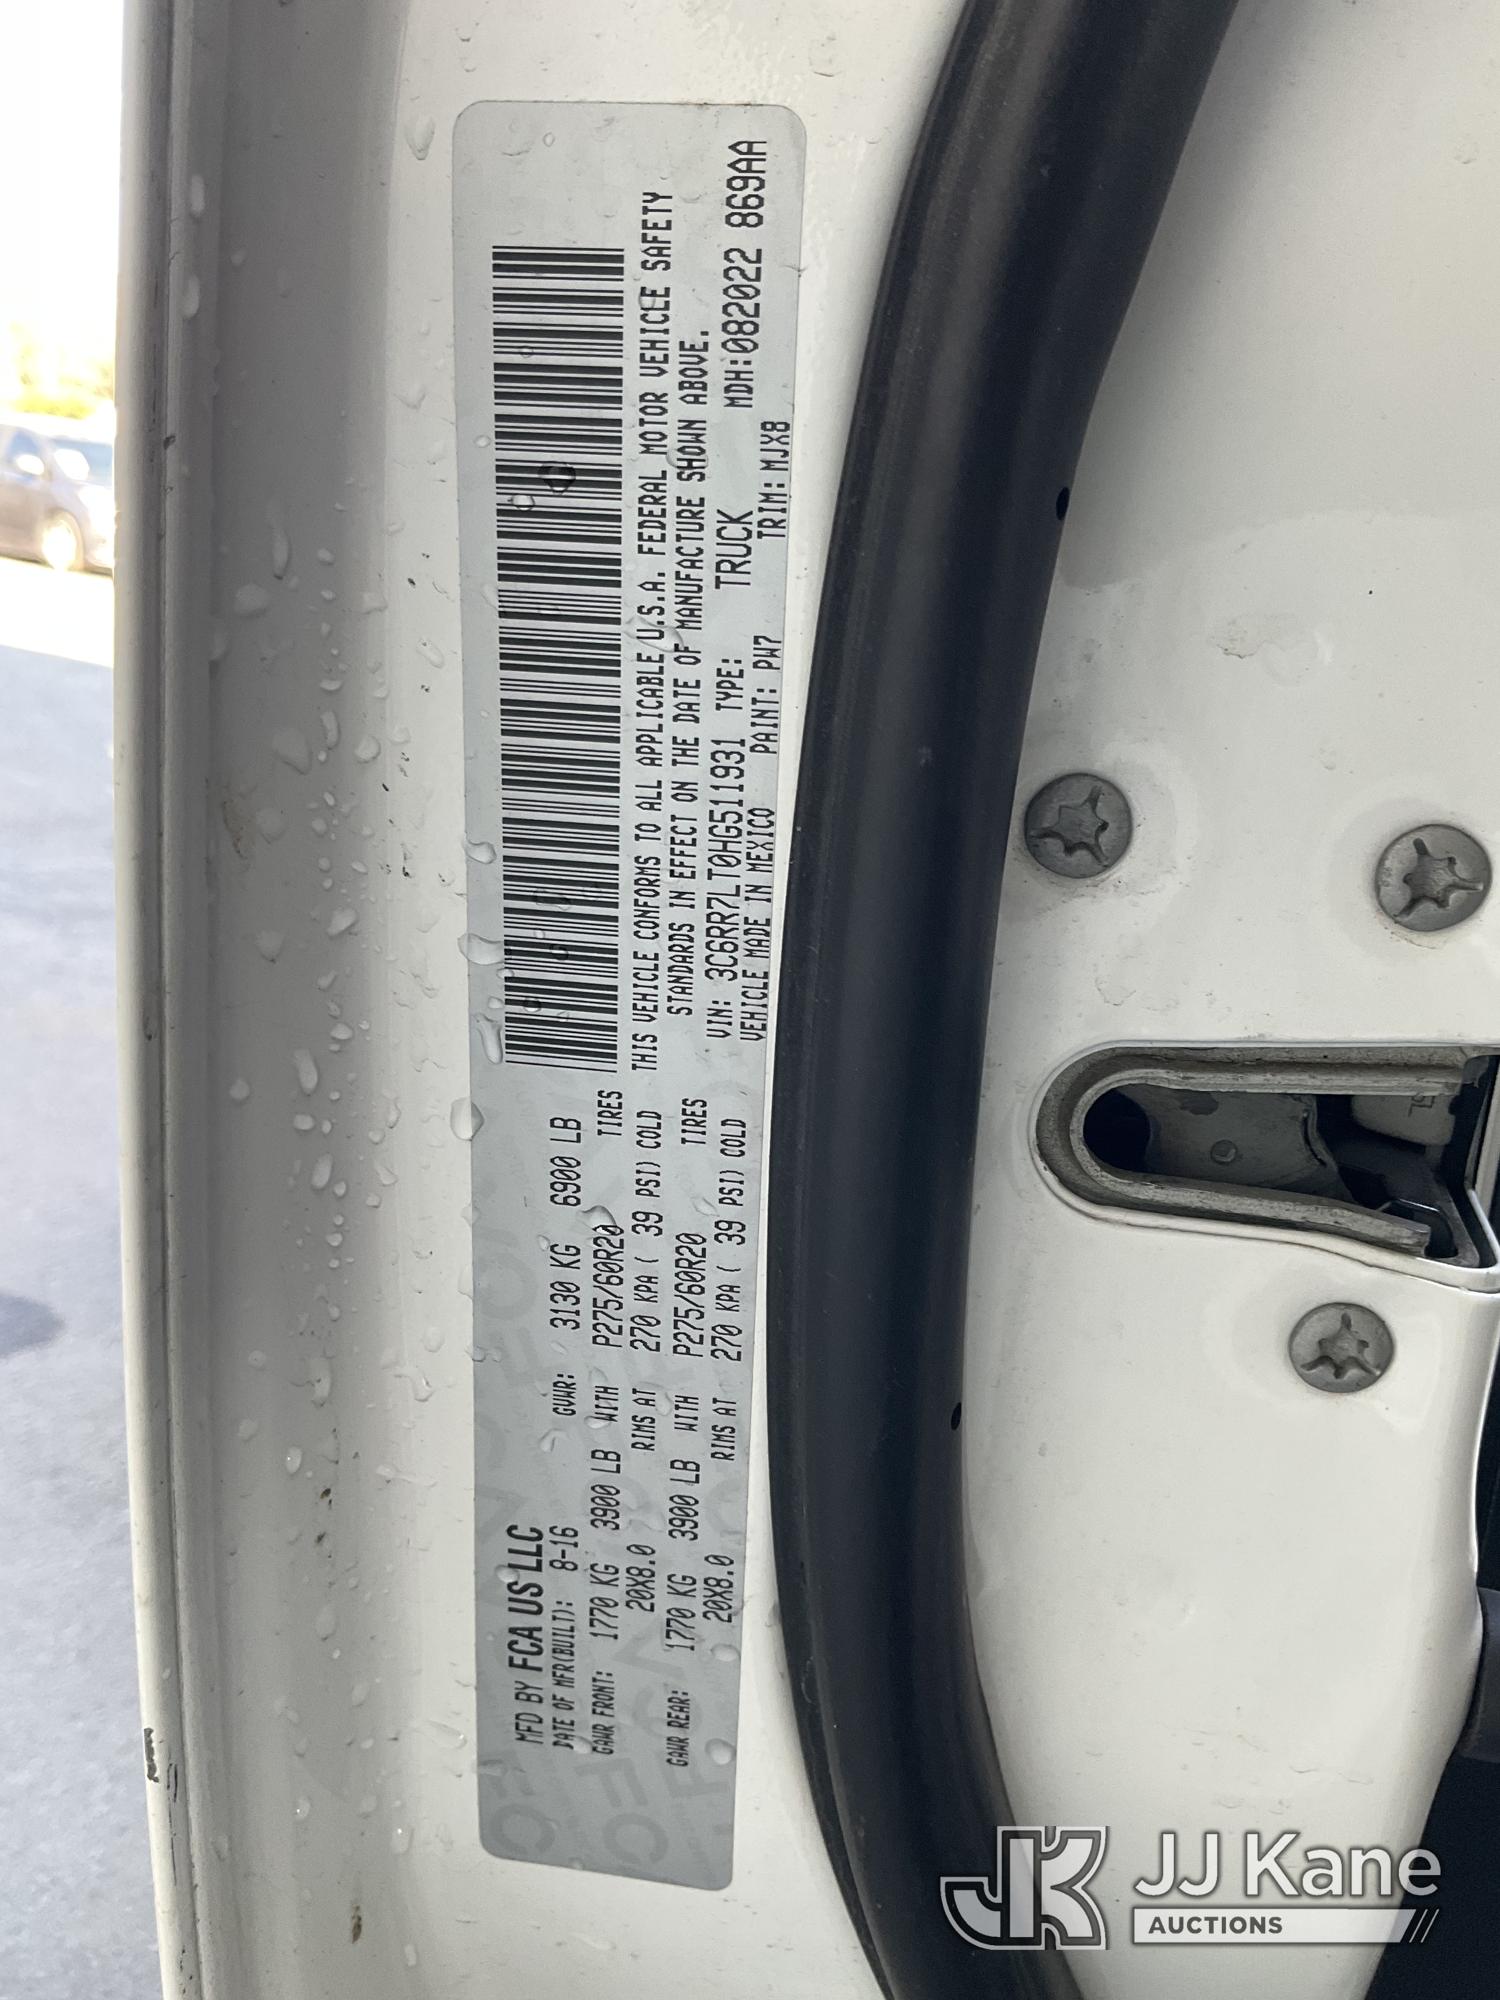 MFD BY FCA US LLC
DATE OF MFR(BUILT): 8-16 GVWR: 3130 KG 6900 LB
GAWR FRONT: 1770 KG 3900 LB WITH P275/60R20 TIRES
20X8.0 RIMS AT 270 KPA ( 39 PSI) COLD
GAWR REAR: 1770 KG 3900 LB WITH P275/60R20 TIRES
20X8.0 RIMS AT 270 KPA ( 39 PSI) COLD
THIS VEHICLE CONFORMS TO ALL APPLICABLE U.S.A. FEDERAL MOTOR VEHICLE SAFETY
STANDARDS IN EFFECT ON THE DATE OF MANUFACTURE SHOWN ABOVE.
VIN: 3C6RR7LT0HG511931 TYPE: TRUCK MDH:082022 869AA
VEHICLE MADE IN MEXICO PAINT: PW7 TRIM: MJX8
JK JJ Kane
AUCTIONS